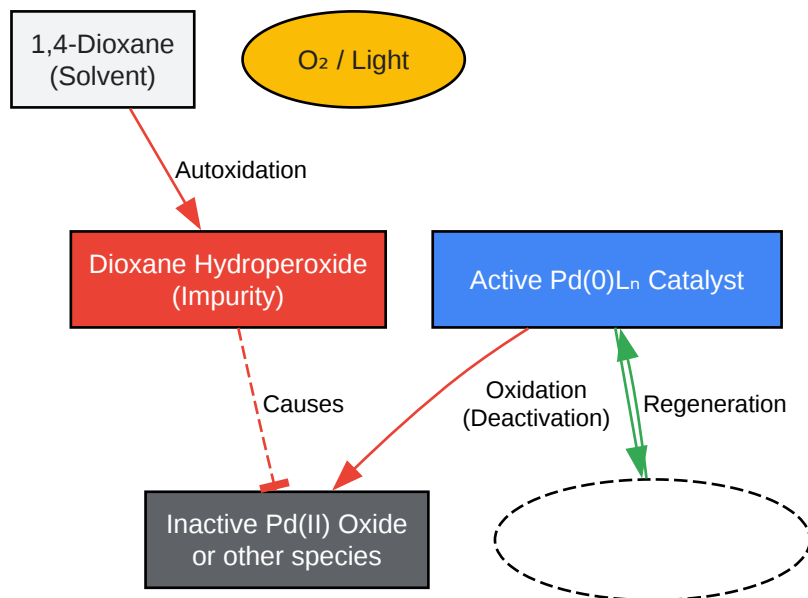 1,4-Dioxane
(Solvent)
O₂ / Light
Autoxidation
Dioxane Hydroperoxide
(Impurity)
Active Pd(0)Lₙ Catalyst
Causes
Oxidation
(Deactivation)
Regeneration
Inactive Pd(II) Oxide
or other species